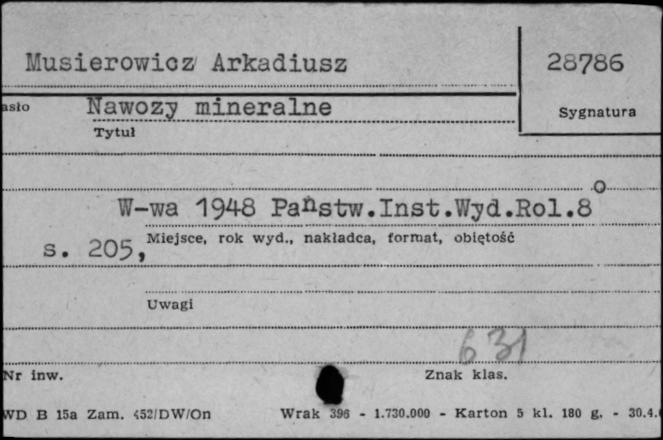 Musierowicz Arkadiusz 28786
asło Nawozy mineralne Sygnatura
Tytuł
W-wa 1948 Państw.Inst.Wyd.Rol.8°
s. 205, Miejsce, rok wyd., nakładca, format, obiętość
Uwagi
631
Nr inw. Znak klas.
WD B 15a Zam. 452/DW/On Wrak 396 - 1.730.000 - Karton 5 kl. 180 g. - 30.4.